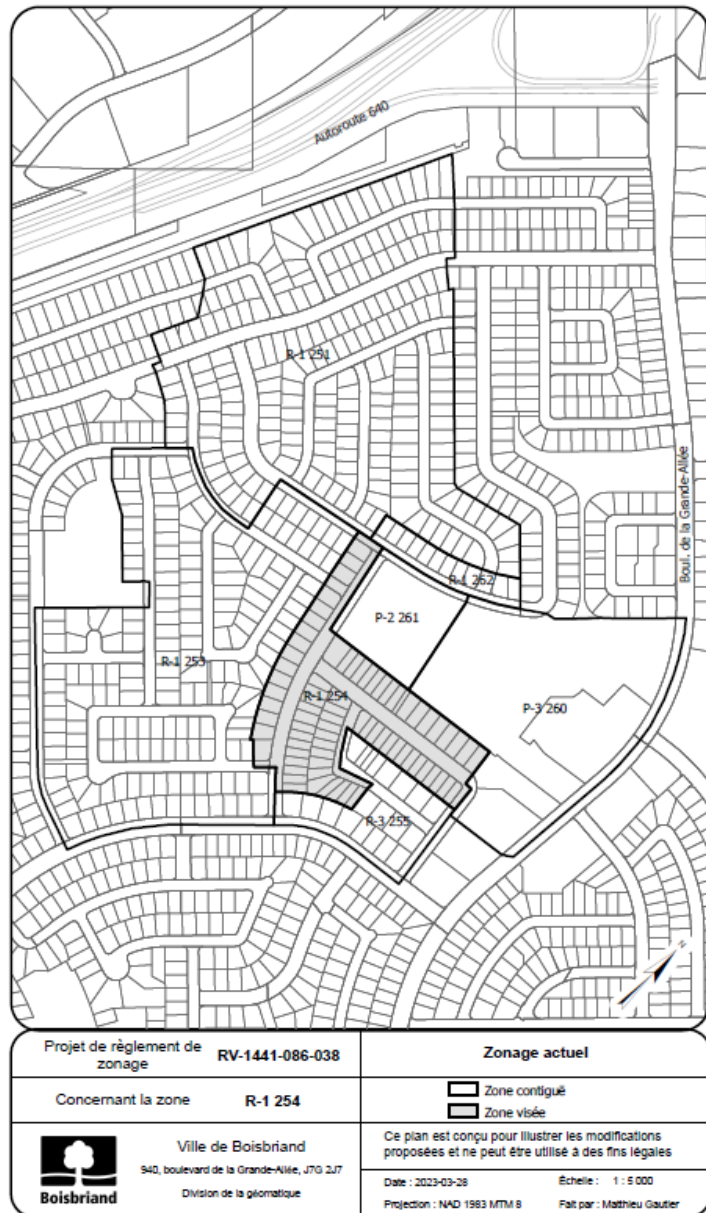 Autoroute 640
R-1 251
Boul. de la Grande-Allée
R-1 262
P-2 261
R-1 253
R-1 254
P-3 260
R-3 255
N
Projet de règlement de
zonage
RV-1441-086-038
Zonage actuel
Concernant la zone
R-1 254
Zone contiguë
Zone visée
Boisbriand
Ville de Boisbriand
940, boulevard de la Grande-Allée, J7G 2J7
Division de la géomatique
Ce plan est conçu pour illustrer les modifications
proposées et ne peut être utilisé à des fins légales
Date : 2023-03-28
Échelle : 1 : 5 000
Projection : NAD 1983 MTM 8
Fait par : Matthieu Gautier